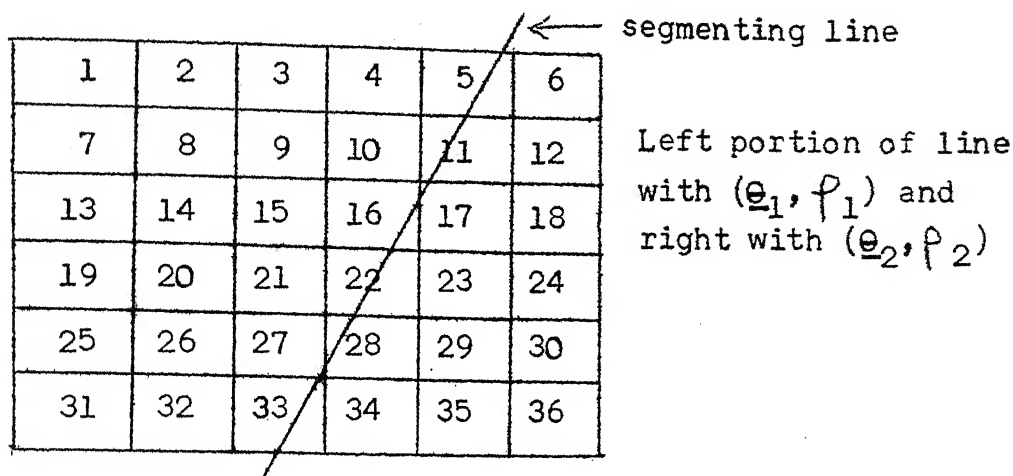 segmenting line
1 2 3 4 5 6
7 8 9 10 11 12
13 14 15 16 17 18
19 20 21 22 23 24
25 26 27 28 29 30
31 32 33 34 35 36
Left portion of line
with (θ̲₁, ρ₁) and
right with (θ̲₂, ρ₂)